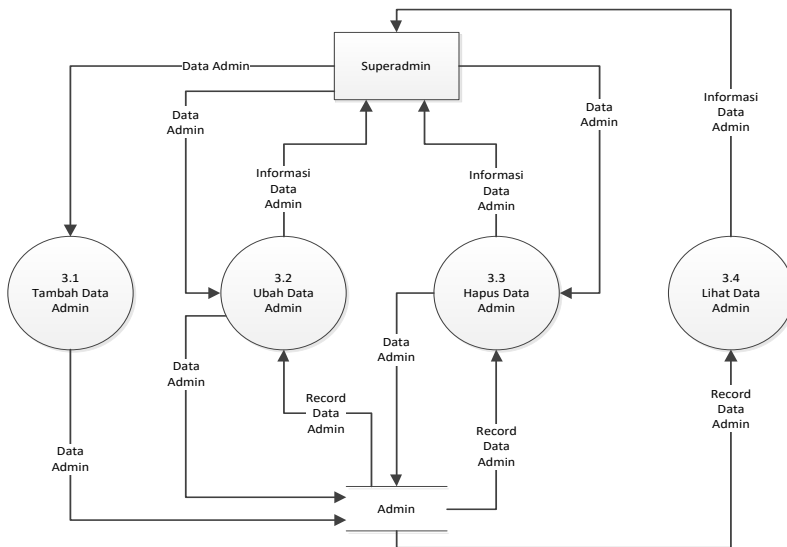 Superadmin
Data Admin
Data
Admin
Data
Admin
Informasi
Data
Admin
Informasi
Data
Admin
Informasi
Data
Admin
3.1
Tambah Data
Admin
3.2
Ubah Data
Admin
3.3
Hapus Data
Admin
3.4
Lihat Data
Admin
Data
Admin
Data
Admin
Record
Data
Admin
Record
Data
Admin
Record
Data
Admin
Data
Admin
Admin